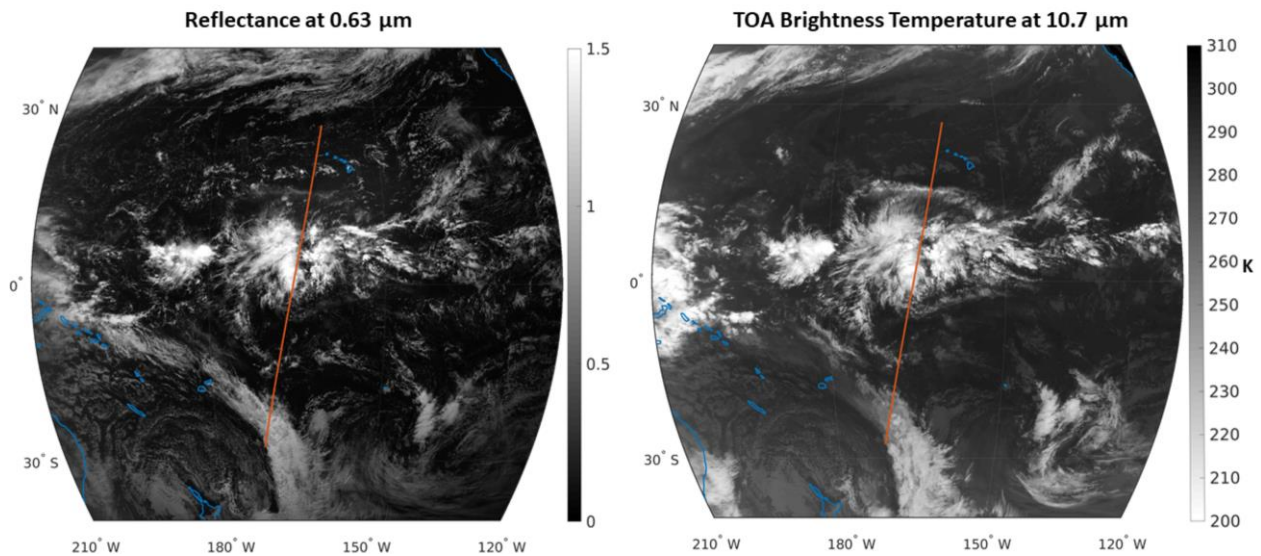 Reflectance at 0.63 μm
TOA Brightness Temperature at 10.7 μm
30° N
0°
30° S
210° W
180° W
150° W
120° W
1.5
1
0.5
0
30° N
0°
30° S
210° W
180° W
150° W
120° W
310
300
290
280
270
260
250
240
230
220
210
200
K